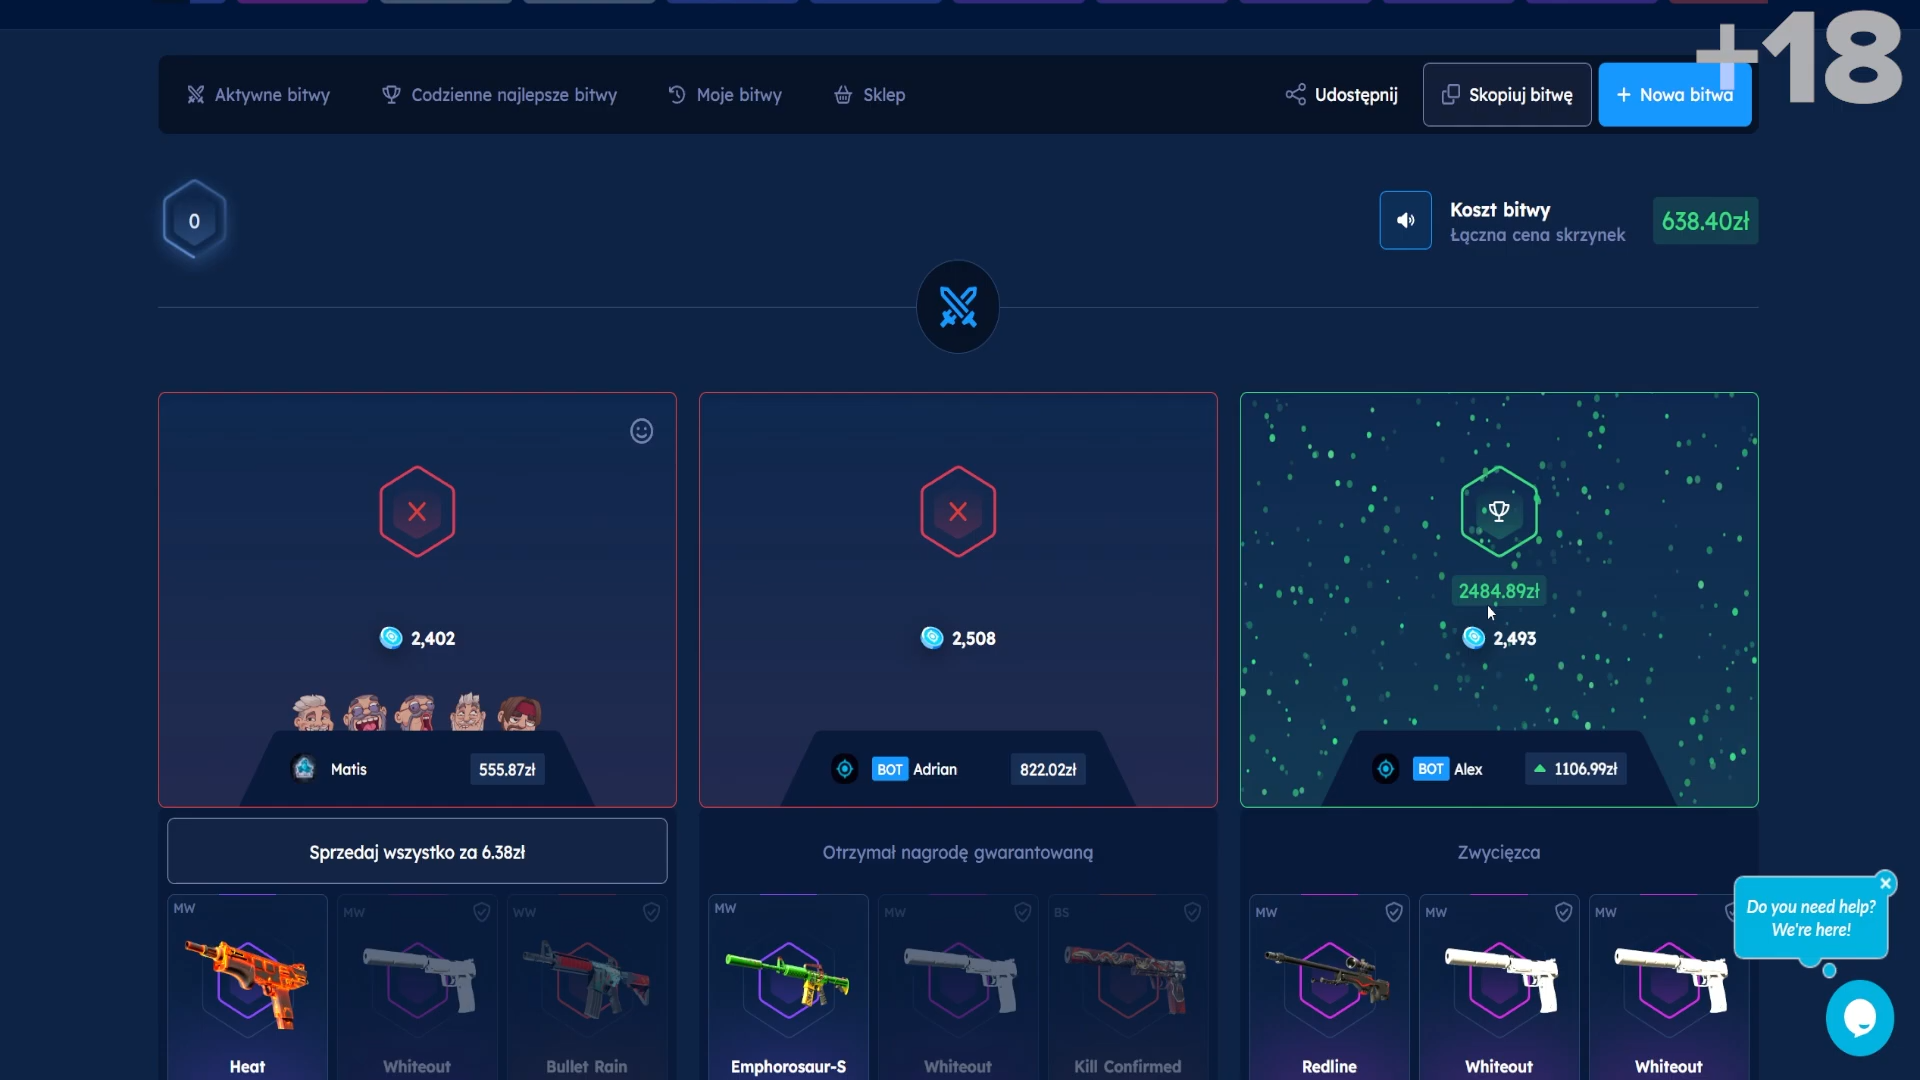 +18
Aktywne bitwy
Codzienne najlepsze bitwy
Moje bitwy
Sklep
Udostępnij
Skopiuj bitwę
+ Nowa bitwa
0
Koszt bitwy
Łączna cena skrzynek
638.40zł
2484.89zł
2,402
2,508
2,493
Matis
555.87zł
BOT Adrian
822.02zł
BOT Alex
1106.99zł
Sprzedaj wszystko za 6.38zł
Otrzymał nagrodę gwarantowaną
Zwycięzca
MW
MW
WW
MW
MW
BS
MW
MW
MW
Do you need help?
We're here!
Heat
Whiteout
Bullet Rain
Emphorosaur-S
Whiteout
Kill Confirmed
Redline
Whiteout
Whiteout